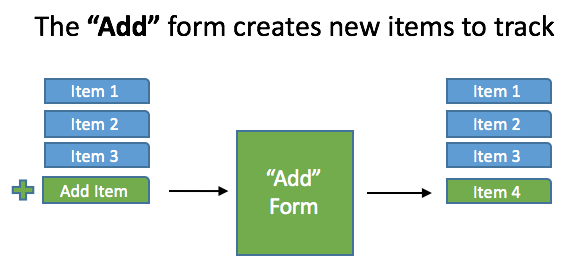 The “Add” form creates new items to track
Item 1
Item 2
Item 3
Add Item
“Add”
Form
Item 1
Item 2
Item 3
Item 4